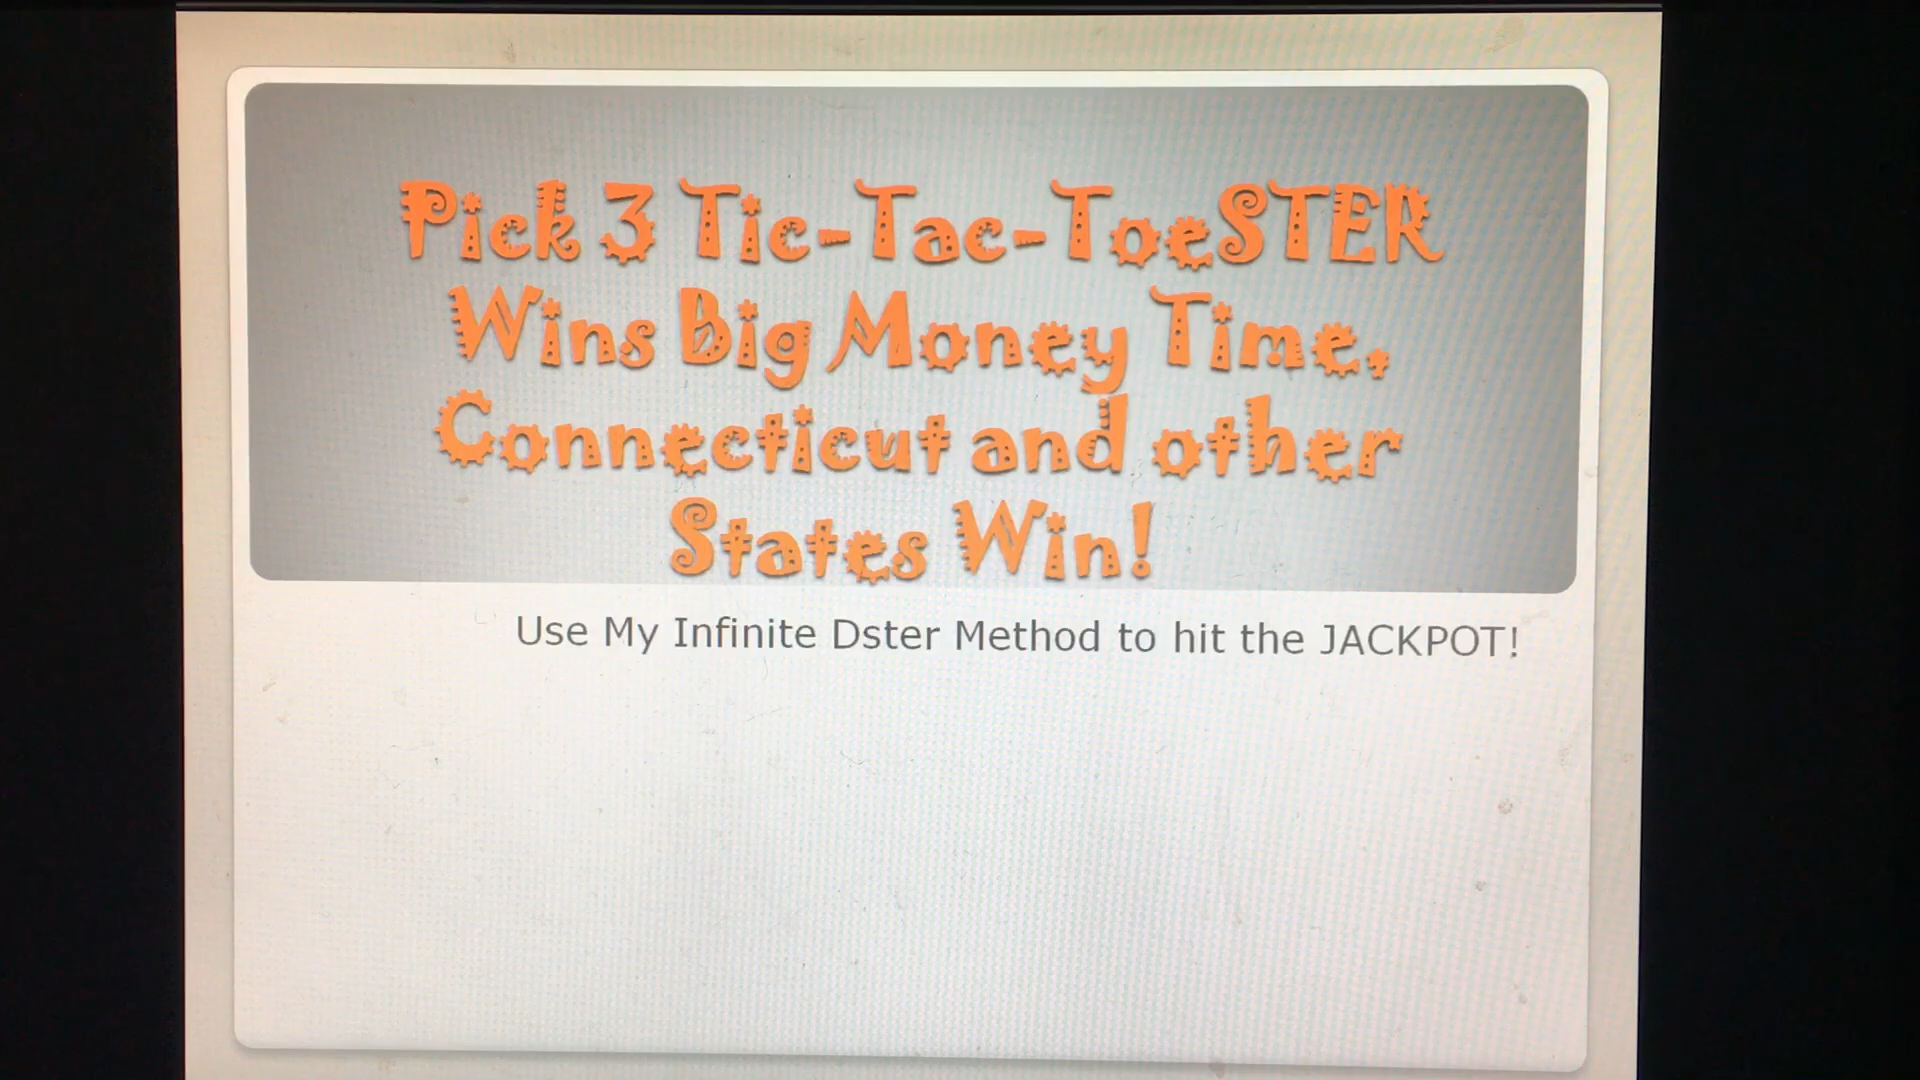 Pick 3 Tic-Tac-ToeSTER
Wins Big Money Time,
Connecticut and other
States Win!
Use My Infinite Dster Method to hit the JACKPOT!